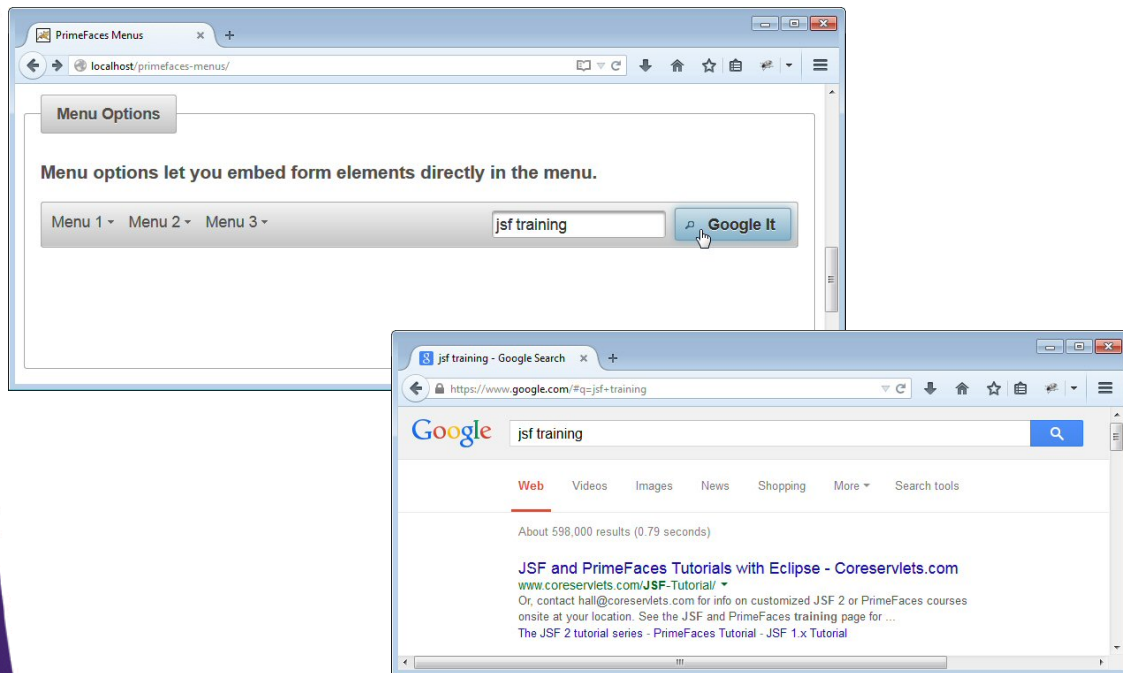 PrimeFaces Menus
localhost/primefaces-menus/
Menu Options
Menu options let you embed form elements directly in the menu.
Menu 1 Menu 2 Menu 3 jsf training Google It
jsf training - Google Search
https://www.google.com/#q=jsf+training
Google jsf training
Web Videos Images News Shopping More Search tools
About 598,000 results (0.79 seconds)
JSF and PrimeFaces Tutorials with Eclipse - Coreservlets.com
www.coreservlets.com/JSF-Tutorial/
Or, contact hall@coreservlets.com for info on customized JSF 2 or PrimeFaces courses
onsite at your location. See the JSF and PrimeFaces training page for ...
The JSF 2 tutorial series - PrimeFaces Tutorial - JSF 1.x Tutorial